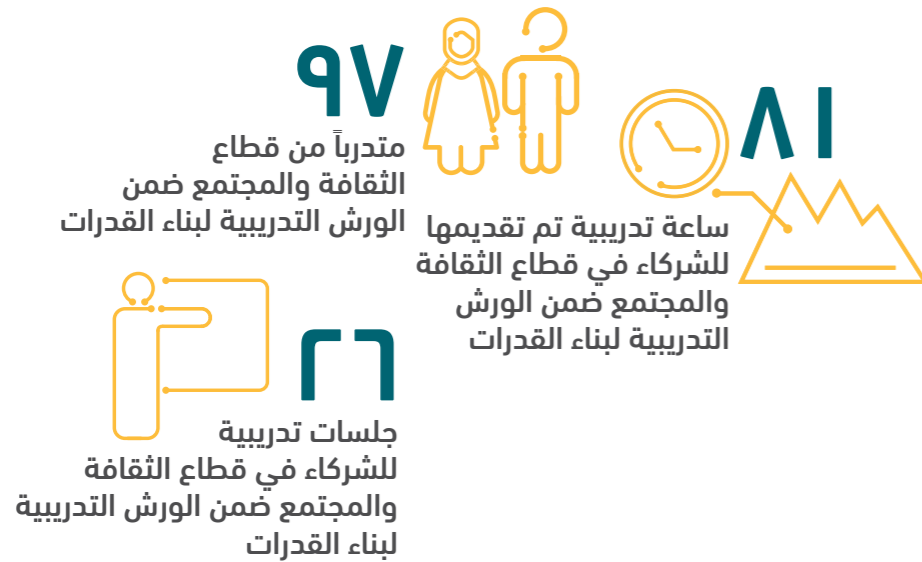 ٩٧
متدرباً من قطاع
الثقافة والمجتمع ضمن
الورش التدريبية لبناء القدرات
٨١
ساعة تدريبية تم تقديمها
للشركاء في قطاع الثقافة
والمجتمع ضمن الورش
التدريبية لبناء القدرات
٢٦
جلسات تدريبية
للشركاء في قطاع الثقافة
والمجتمع ضمن الورش التدريبية
لبناء القدرات